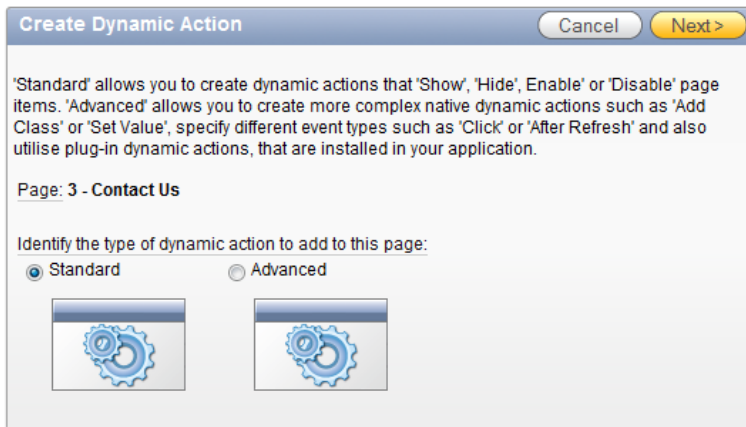 Create Dynamic Action
Cancel
Next >
'Standard' allows you to create dynamic actions that 'Show', 'Hide', Enable' or 'Disable' page
items. 'Advanced' allows you to create more complex native dynamic actions such as 'Add
Class' or 'Set Value', specify different event types such as 'Click' or 'After Refresh' and also
utilise plug-in dynamic actions, that are installed in your application.
Page: 3 - Contact Us
Identify the type of dynamic action to add to this page:
Standard
Advanced